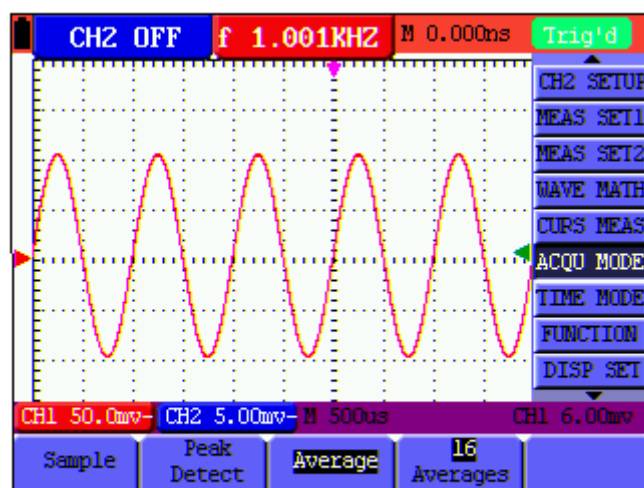 CH2 OFF f 1.001KHZ M 0.000ns Trig'd
CH2 SETUP
MEAS SET1
MEAS SET2
WAVE MATH
CURS MEAS
ACQU MODE
TIME MODE
FUNCTION
DISP SET
CH1 50.0mv- CH2 5.00mv- M 500us CH1 6.00mv
Sample Peak Detect Average 16 Averages